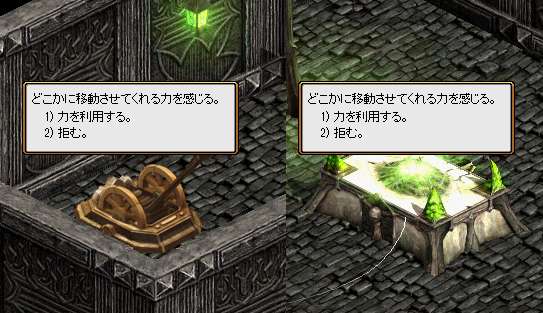 どこかに移動させてくれる力を感じる。
1) 力を利用する。
2) 拒む。
どこかに移動させてくれる力を感じる。
1) 力を利用する。
2) 拒む。